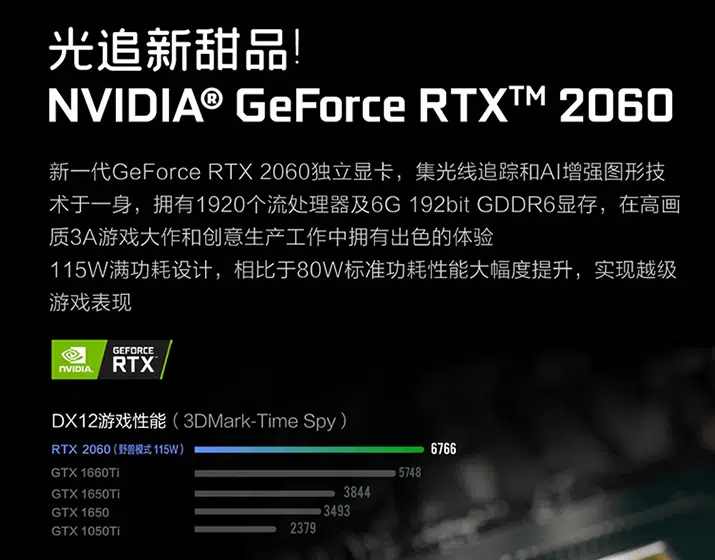 光追新甜品!
NVIDIA® GeForce RTX™ 2060
新一代GeForce RTX 2060独立显卡，集光线追踪和AI增强图形技
术于一身，拥有1920个流处理器及6G 192bit GDDR6显存，在高画
质3A游戏大作和创意生产工作中拥有出色的体验
115W满功耗设计，相比于80W标准功耗性能大幅度提升，实现越级
游戏表现
NVIDIA. GEFORCE RTX™
DX12游戏性能（3DMark-Time Spy）
RTX 2060（野兽模式 115W） 6766
GTX 1660Ti 5748
GTX 1650Ti 3844
GTX 1650 3493
GTX 1050Ti 2379